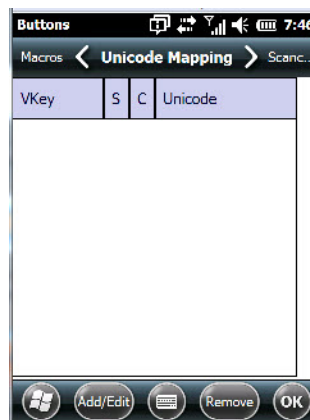 Buttons 7:46
Macros Unicode Mapping Scanc...
VKey S C Unicode
Add/Edit Remove OK